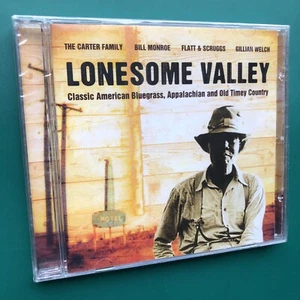 THE CARTER FAMILY BILL MONROE FLATT & SCRUGGS GILLIAN WELCH
LONESOME VALLEY
Classic American Bluegrass, Appalachian and Old Timey Country
MOTEL